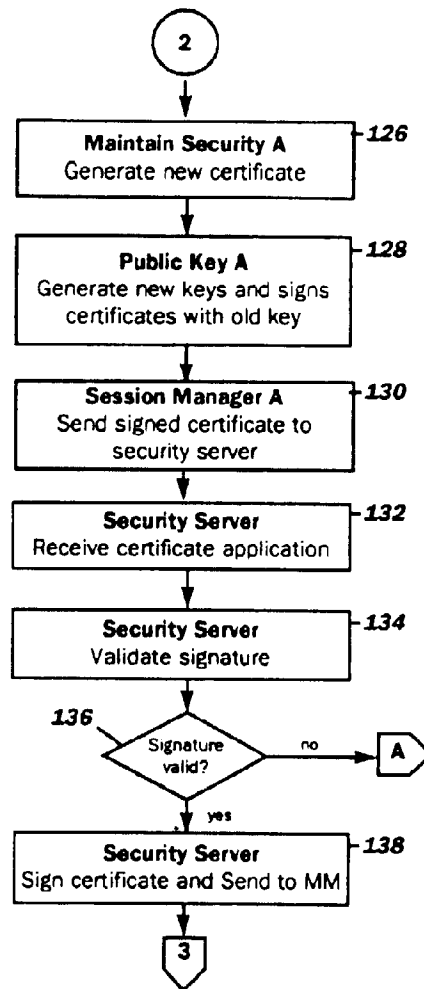 2
Maintain Security A
Generate new certificate
126
Public Key A
Generate new keys and signs
certificates with old key
128
Session Manager A
Send signed certificate to
security server
130
Security Server
Receive certificate application
132
Security Server
Validate signature
134
136
Signature
valid?
no
A
yes
Security Server
Sign certificate and Send to MM
138
3